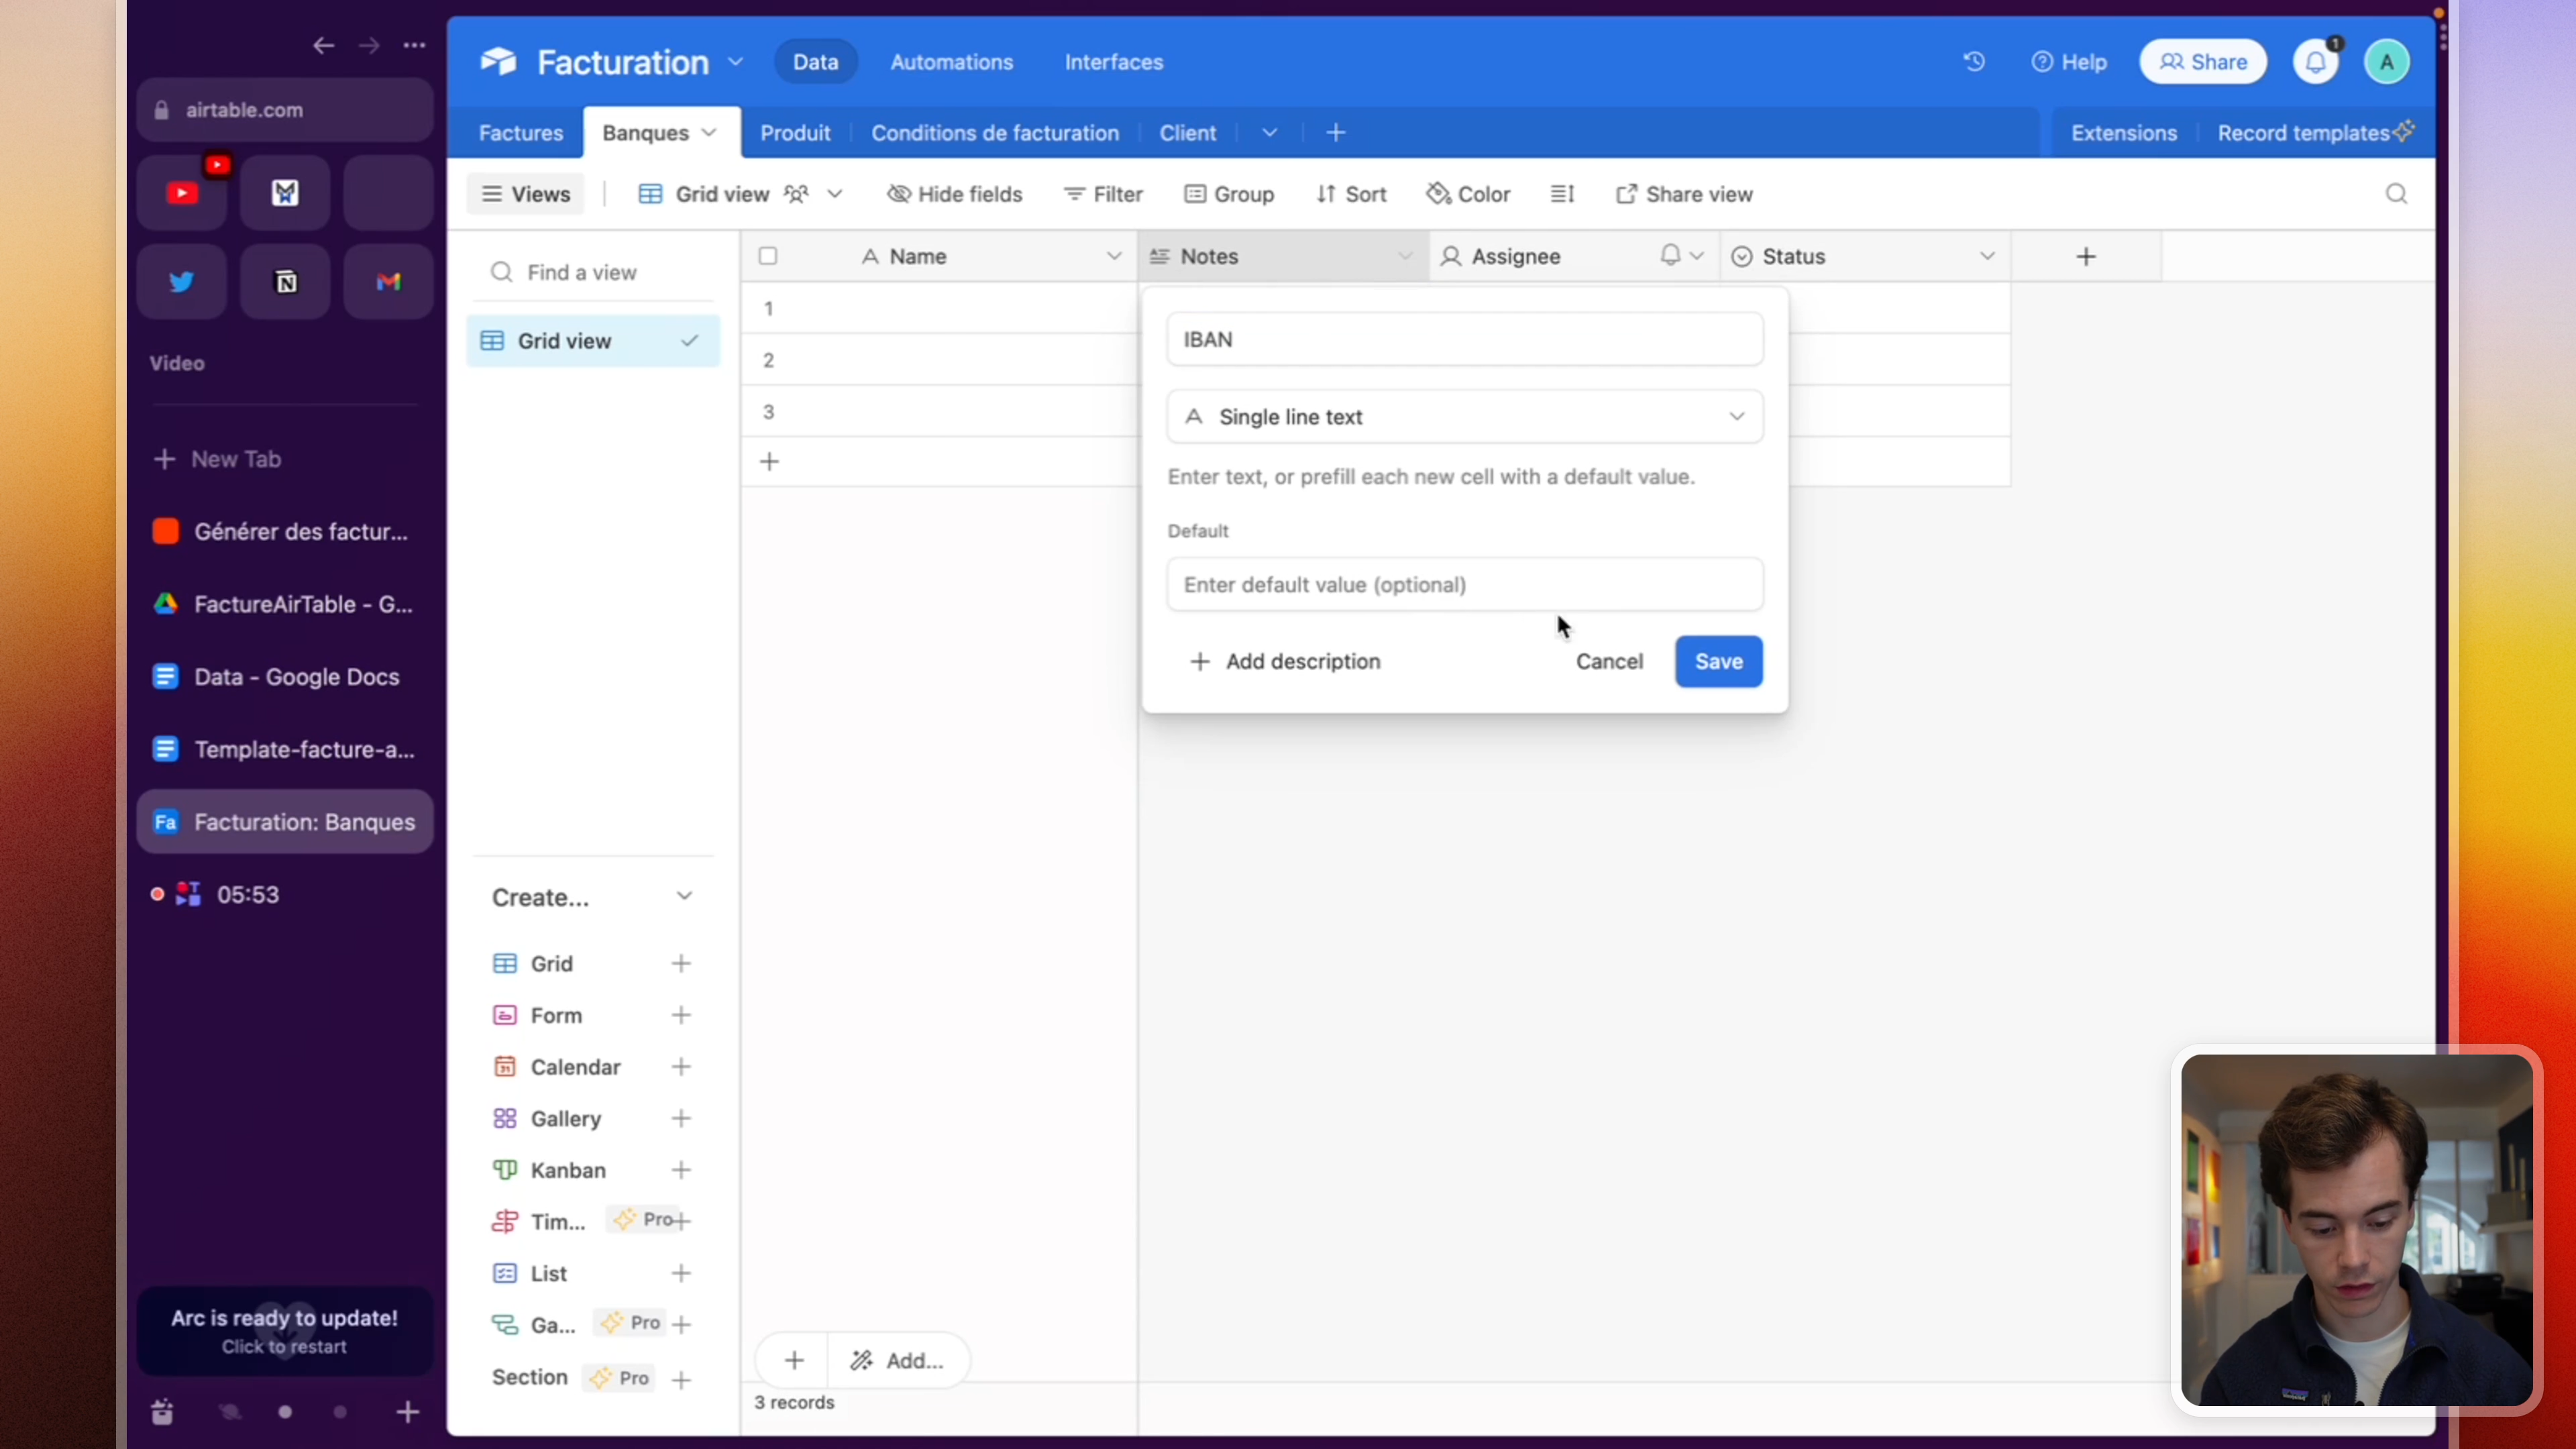 airtable.com
Video
New Tab
Générer des factur...
FactureAirTable - G...
Data - Google Docs
Template-facture-a...
Fa Facturation: Banques
05:53
Arc is ready to update!
Click to restart
Facturation
Data
Automations
Interfaces
Help
Share
1
A
Factures
Banques
Produit
Conditions de facturation
Client
Extensions
Record templates
Views
Grid view
Hide fields
Filter
Group
Sort
Color
Share view
Find a view
Grid view
Create...
Grid
Form
Calendar
Gallery
Kanban
Tim... Pro
List
Ga... Pro
Section Pro
A Name
Notes
Assignee
Status
1
2
3
IBAN
A Single line text
Enter text, or prefill each new cell with a default value.
Default
Enter default value (optional)
Add description
Cancel
Save
Add...
3 records